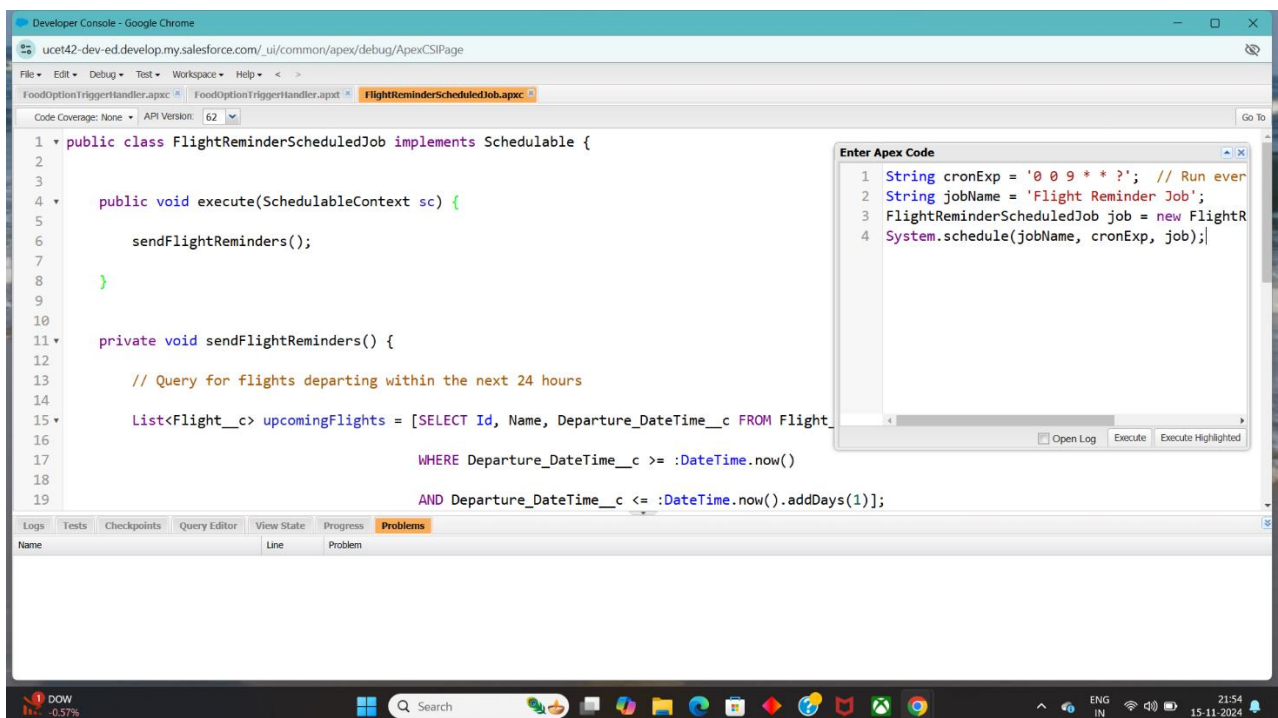 Developer Console - Google Chrome
ucet42-dev-ed.develop.my.salesforce.com/_ui/common/apex/debug/ApexCSIPage
File Edit Debug Test Workspace Help < >
FoodOptionTriggerHandler.apxc FoodOptionTriggerHandler.apxt FlightReminderScheduledJob.apxc
Code Coverage: None API Version: 62 Go To
1 public class FlightReminderScheduledJob implements Schedulable {
2
3
4 public void execute(SchedulableContext sc) {
5
6 sendFlightReminders();
7
8 }
9
10
11 private void sendFlightReminders() {
12
13 // Query for flights departing within the next 24 hours
14
15 List<Flight__c> upcomingFlights = [SELECT Id, Name, Departure_DateTime__c FROM Flight_
16
17 WHERE Departure_DateTime__c >= :DateTime.now()
18
19 AND Departure_DateTime__c <= :DateTime.now().addDays(1)];
Enter Apex Code
1 String cronExp = '0 0 9 * * ?'; // Run ever
2 String jobName = 'Flight Reminder Job';
3 FlightReminderScheduledJob job = new FlightR
4 System.schedule(jobName, cronExp, job);
Open Log Execute Execute Highlighted
Logs Tests Checkpoints Query Editor View State Progress Problems
Name Line Problem
1 DOW
-0.57%
Search
ENG
IN
21:54
15-11-2024